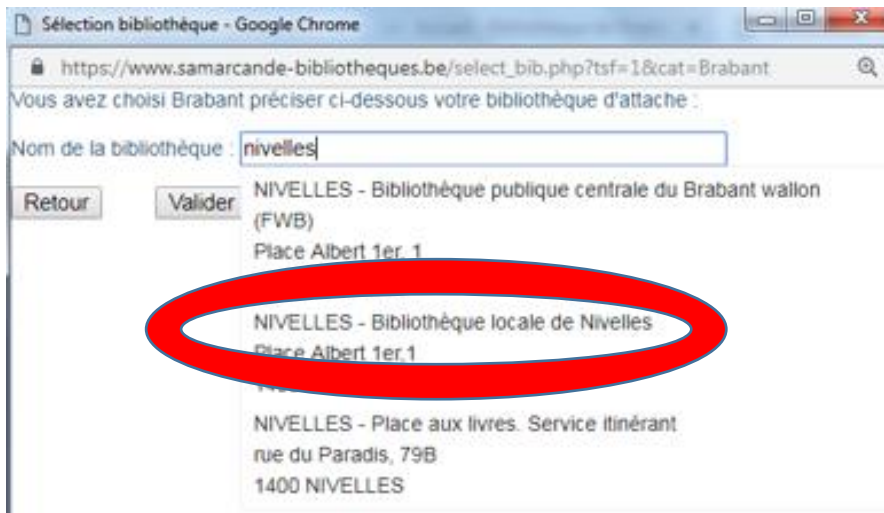 Sélection bibliothèque - Google Chrome
https://www.samarcande-bibliotheques.be/select_bib.php?tsf=1&cat=Brabant
Vous avez choisi Brabant préciser ci-dessous votre bibliothèque d'attache :
Nom de la bibliothèque : nivelles
Retour Valider
NIVELLES - Bibliothèque publique centrale du Brabant wallon
(FWB)
Place Albert 1er, 1
NIVELLES - Bibliothèque locale de Nivelles
Place Albert 1er,1
NIVELLES - Place aux livres. Service itinérant
rue du Paradis, 79B
1400 NIVELLES